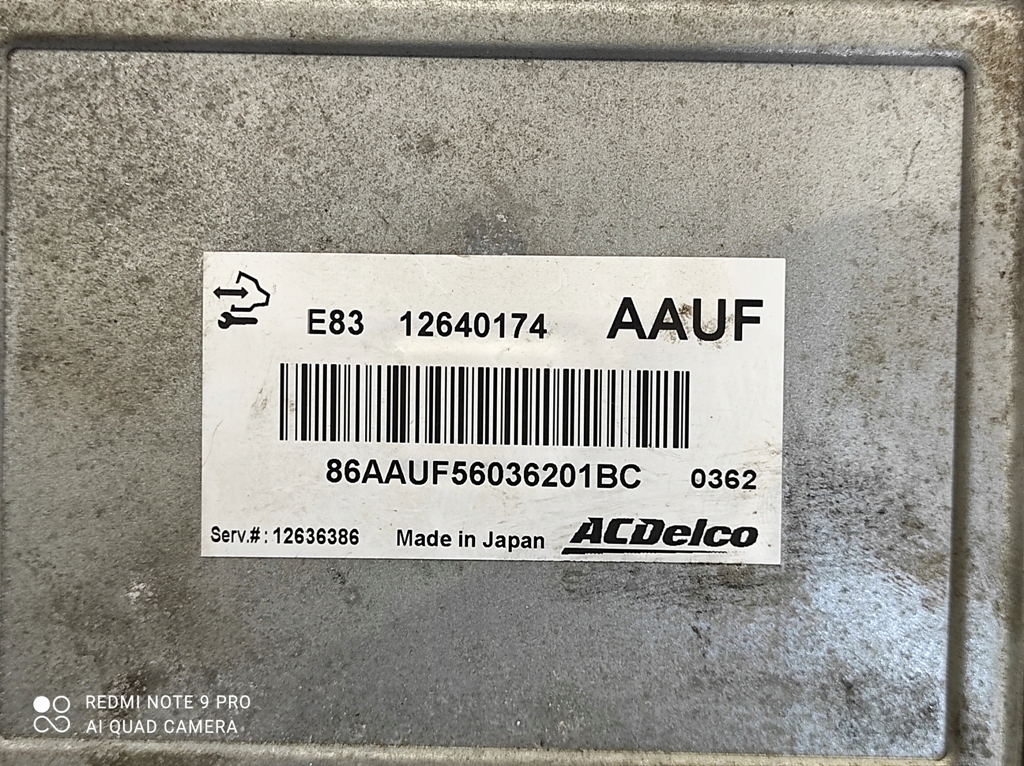 E83 12640174 AAUF
86AAUF56036201BC 0362
Serv.#: 12636386 Made in Japan ACDelco
REDMI NOTE 9 PRO
AI QUAD CAMERA